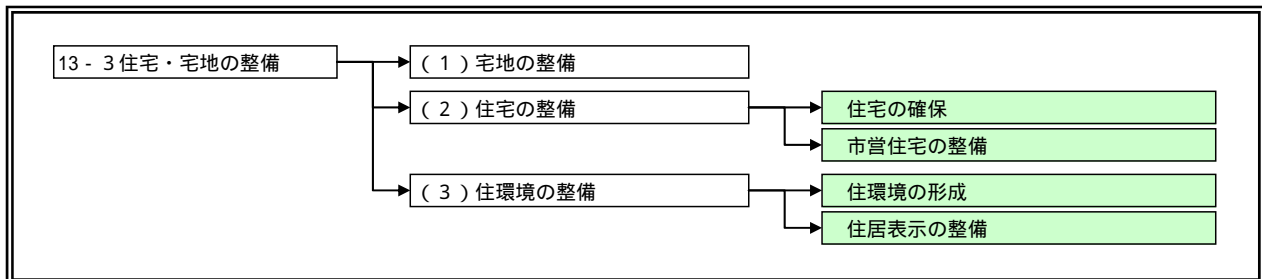 13‐3住宅・宅地の整備
(1)宅地の整備
(2)住宅の整備
住宅の確保
市営住宅の整備
(3)住環境の整備
住環境の形成
住居表示の整備